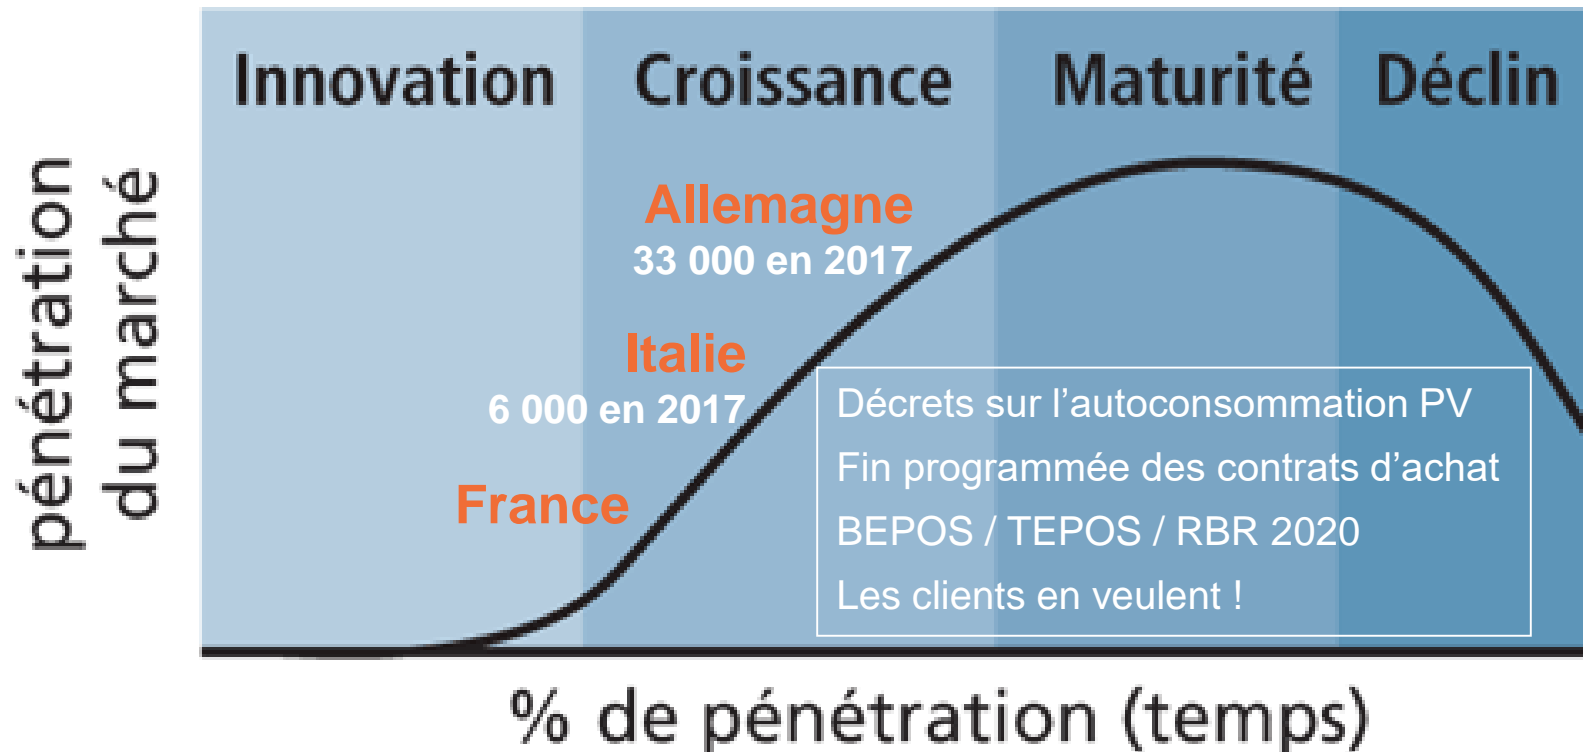 Innovation Croissance Maturité Déclin
pénétration
du marché
Allemagne
33 000 en 2017
Italie
6 000 en 2017
France
Décrets sur l’autoconsommation PV
Fin programmée des contrats d’achat
BEPOS / TEPOS / RBR 2020
Les clients en veulent !
% de pénétration (temps)